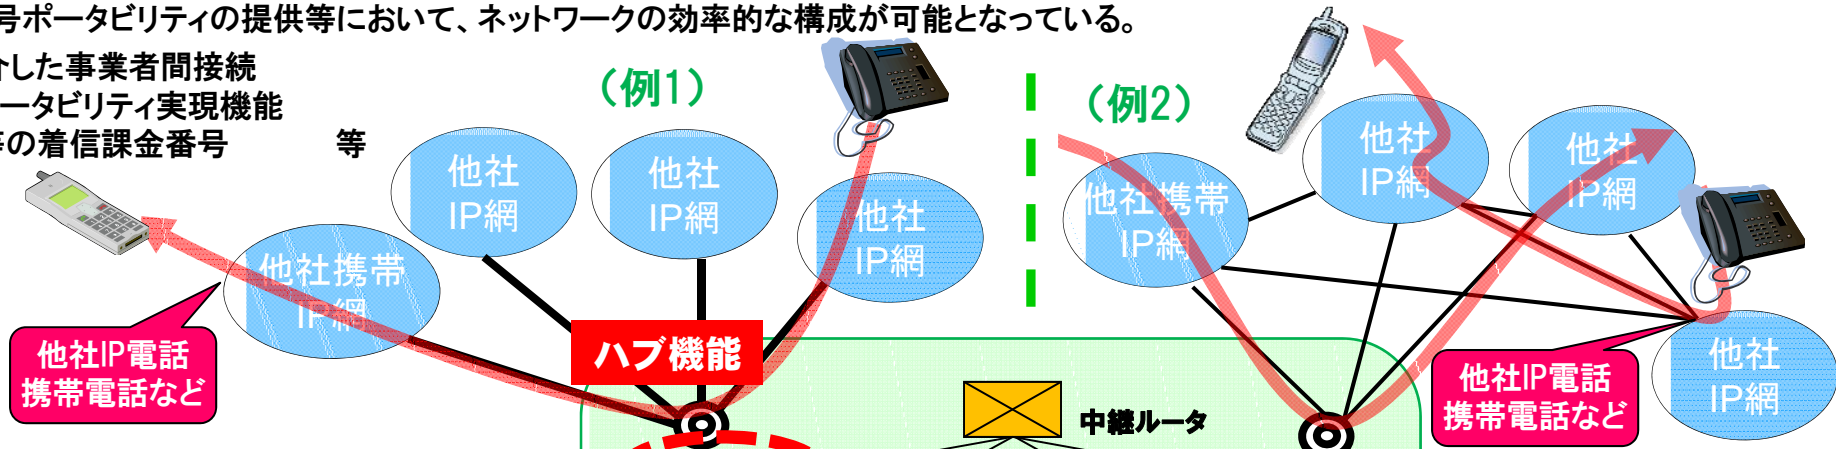 号ポータビリティの提供等において、ネットワークの効率的な構成が可能となっている。
介した事業者間接続
ータビリティ実現機能
等の着信課金番号　　　　等
（例1）
（例2）
他社
IP網
他社
IP網
他社
IP網
他社携帯
IP網
他社携帯
IP網
他社
IP網
他社
IP網
他社
IP網
ハブ機能
他社IP電話
携帯電話など
他社IP電話
携帯電話など
中継ルータ